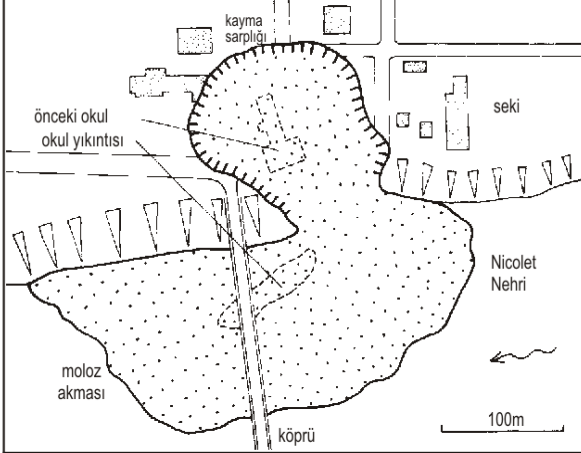 kayma
sarplığı
önceki okul
okul yıkıntısı
seki
Nicolet
Nehri
moloz
akması
100m
köprü